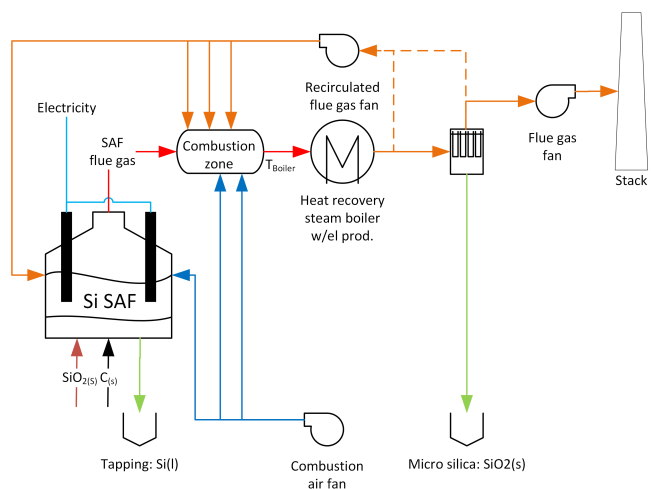 Electricity
SAF
flue gas
Combustion
zone
T_Boiler
Recirculated
flue gas fan
Heat recovery
steam boiler
w/el prod.
Flue gas
fan
Stack
Si SAF
SiO2(S) C(s)
Tapping: Si(l)
Combustion
air fan
Micro silica: SiO2(s)